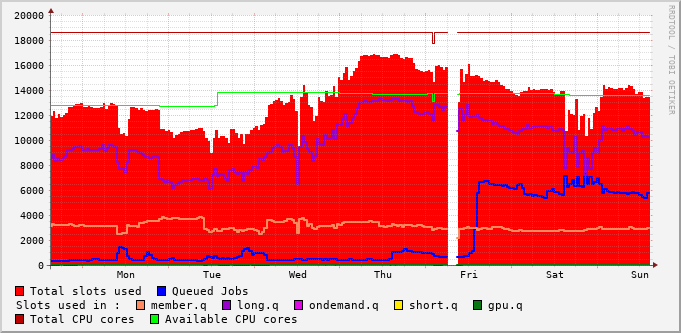 20000
18000
16000
14000
12000
10000
8000
6000
4000
2000
0
Mon Tue Wed Thu Fri Sat Sun
RRDTOOL / TOBI OETIKER
Total slots used Queued Jobs
Slots used in : member.q long.q ondemand.q short.q gpu.q
Total CPU cores Available CPU cores